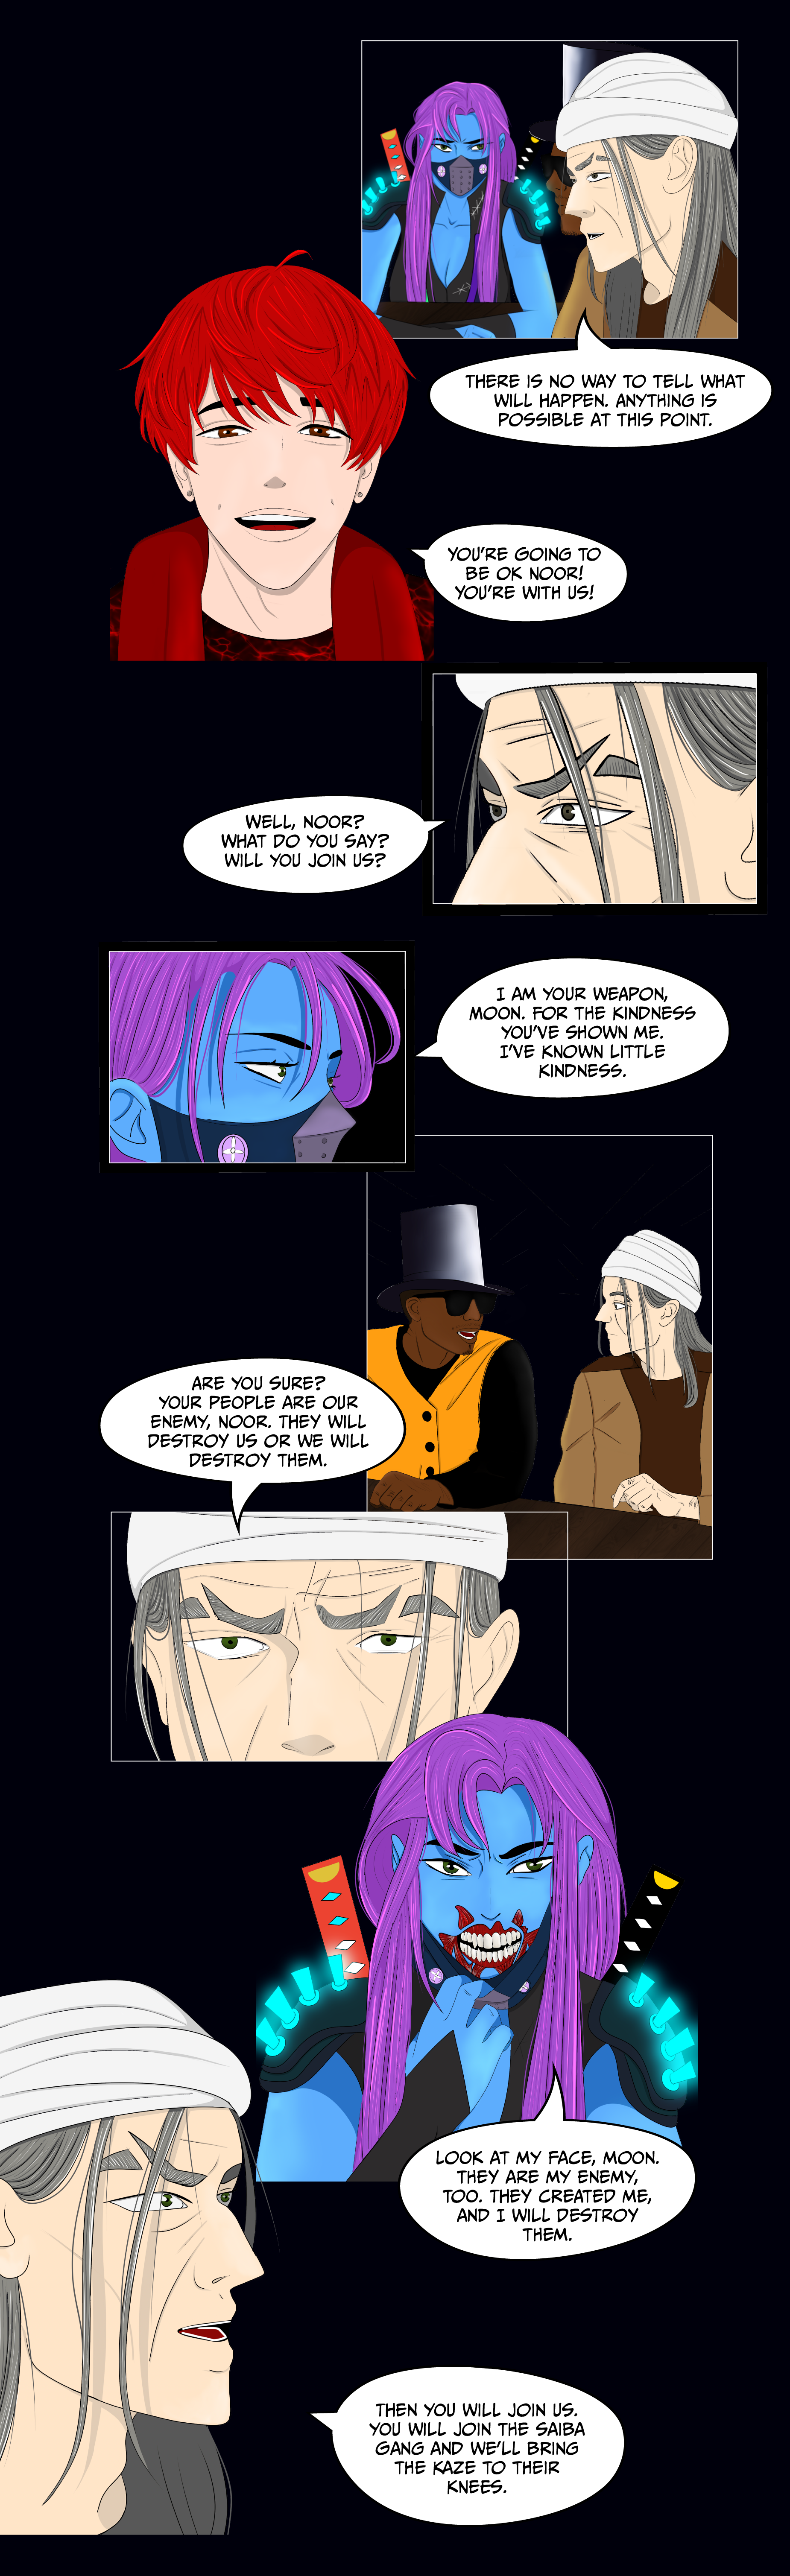 THERE IS NO WAY TO TELL WHAT
WILL HAPPEN. ANYTHING IS
POSSIBLE AT THIS POINT.
YOU'RE GOING TO
BE OK NOOR!
YOU'RE WITH US!
WELL, NOOR?
WHAT DO YOU SAY?
WILL YOU JOIN US?
I AM YOUR WEAPON,
MOON. FOR THE KINDNESS
YOU'VE SHOWN ME.
I'VE KNOWN LITTLE
KINDNESS.
ARE YOU SURE?
YOUR PEOPLE ARE OUR
ENEMY, NOOR. THEY WILL
DESTROY US OR WE WILL
DESTROY THEM.
LOOK AT MY FACE, MOON.
THEY ARE MY ENEMY,
TOO. THEY CREATED ME,
AND I WILL DESTROY
THEM.
THEN YOU WILL JOIN US.
YOU WILL JOIN THE SAIBA
GANG AND WE'LL BRING
THE KAZE TO THEIR
KNEES.